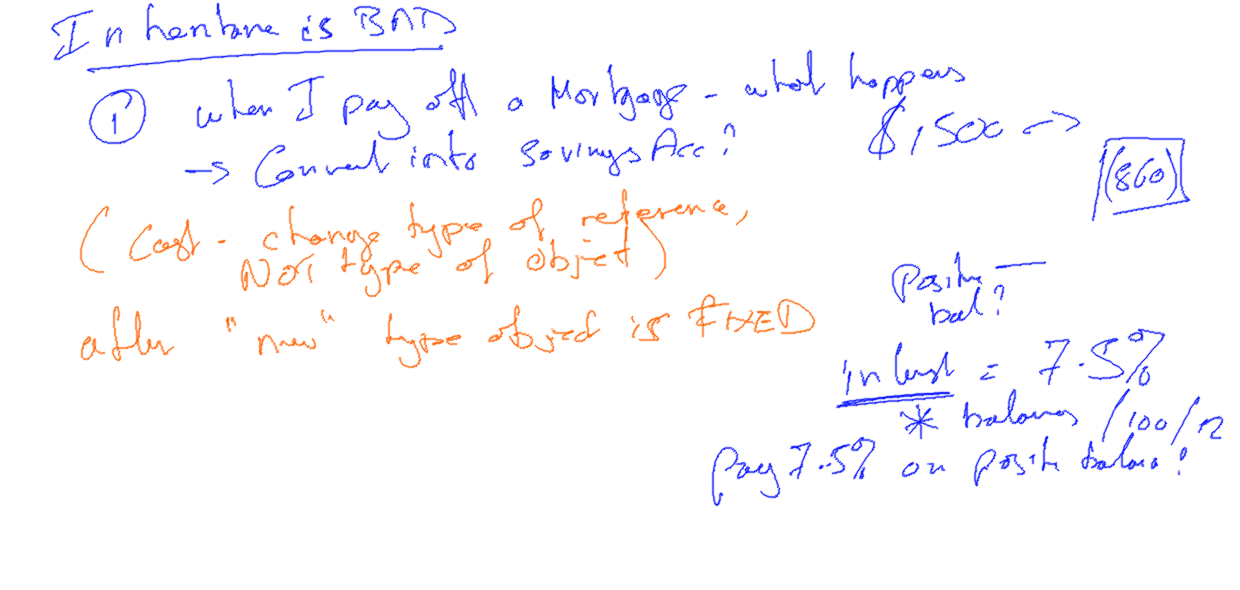 Inheritance is BAD
① when I pay off a Mortgage - what happens
→ Convert into Savings Acc?
$1,500 →
(860)
(Cast - change type of reference,
NOT type of object)
after "new" type object is FIXED
Positive —
bal?
interest = 7.5%
* balance /100/12
pay 7.5% on positive balance?